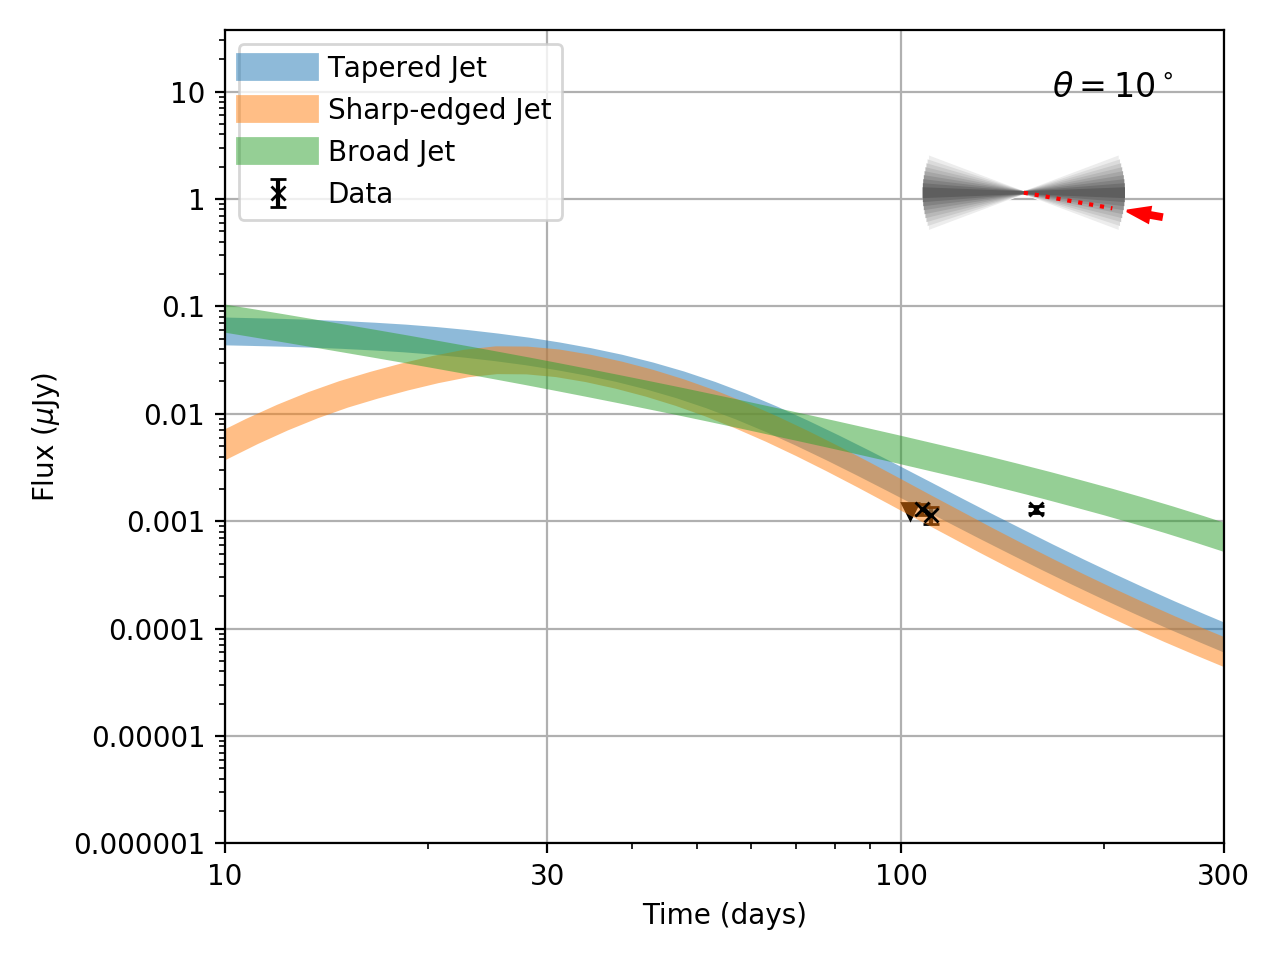 Tapered Jet
Sharp-edged Jet
Broad Jet
Data
θ = 10°
10
1
0.1
0.01
0.001
0.0001
0.00001
0.000001
Flux (μJy)
10
30
100
300
Time (days)